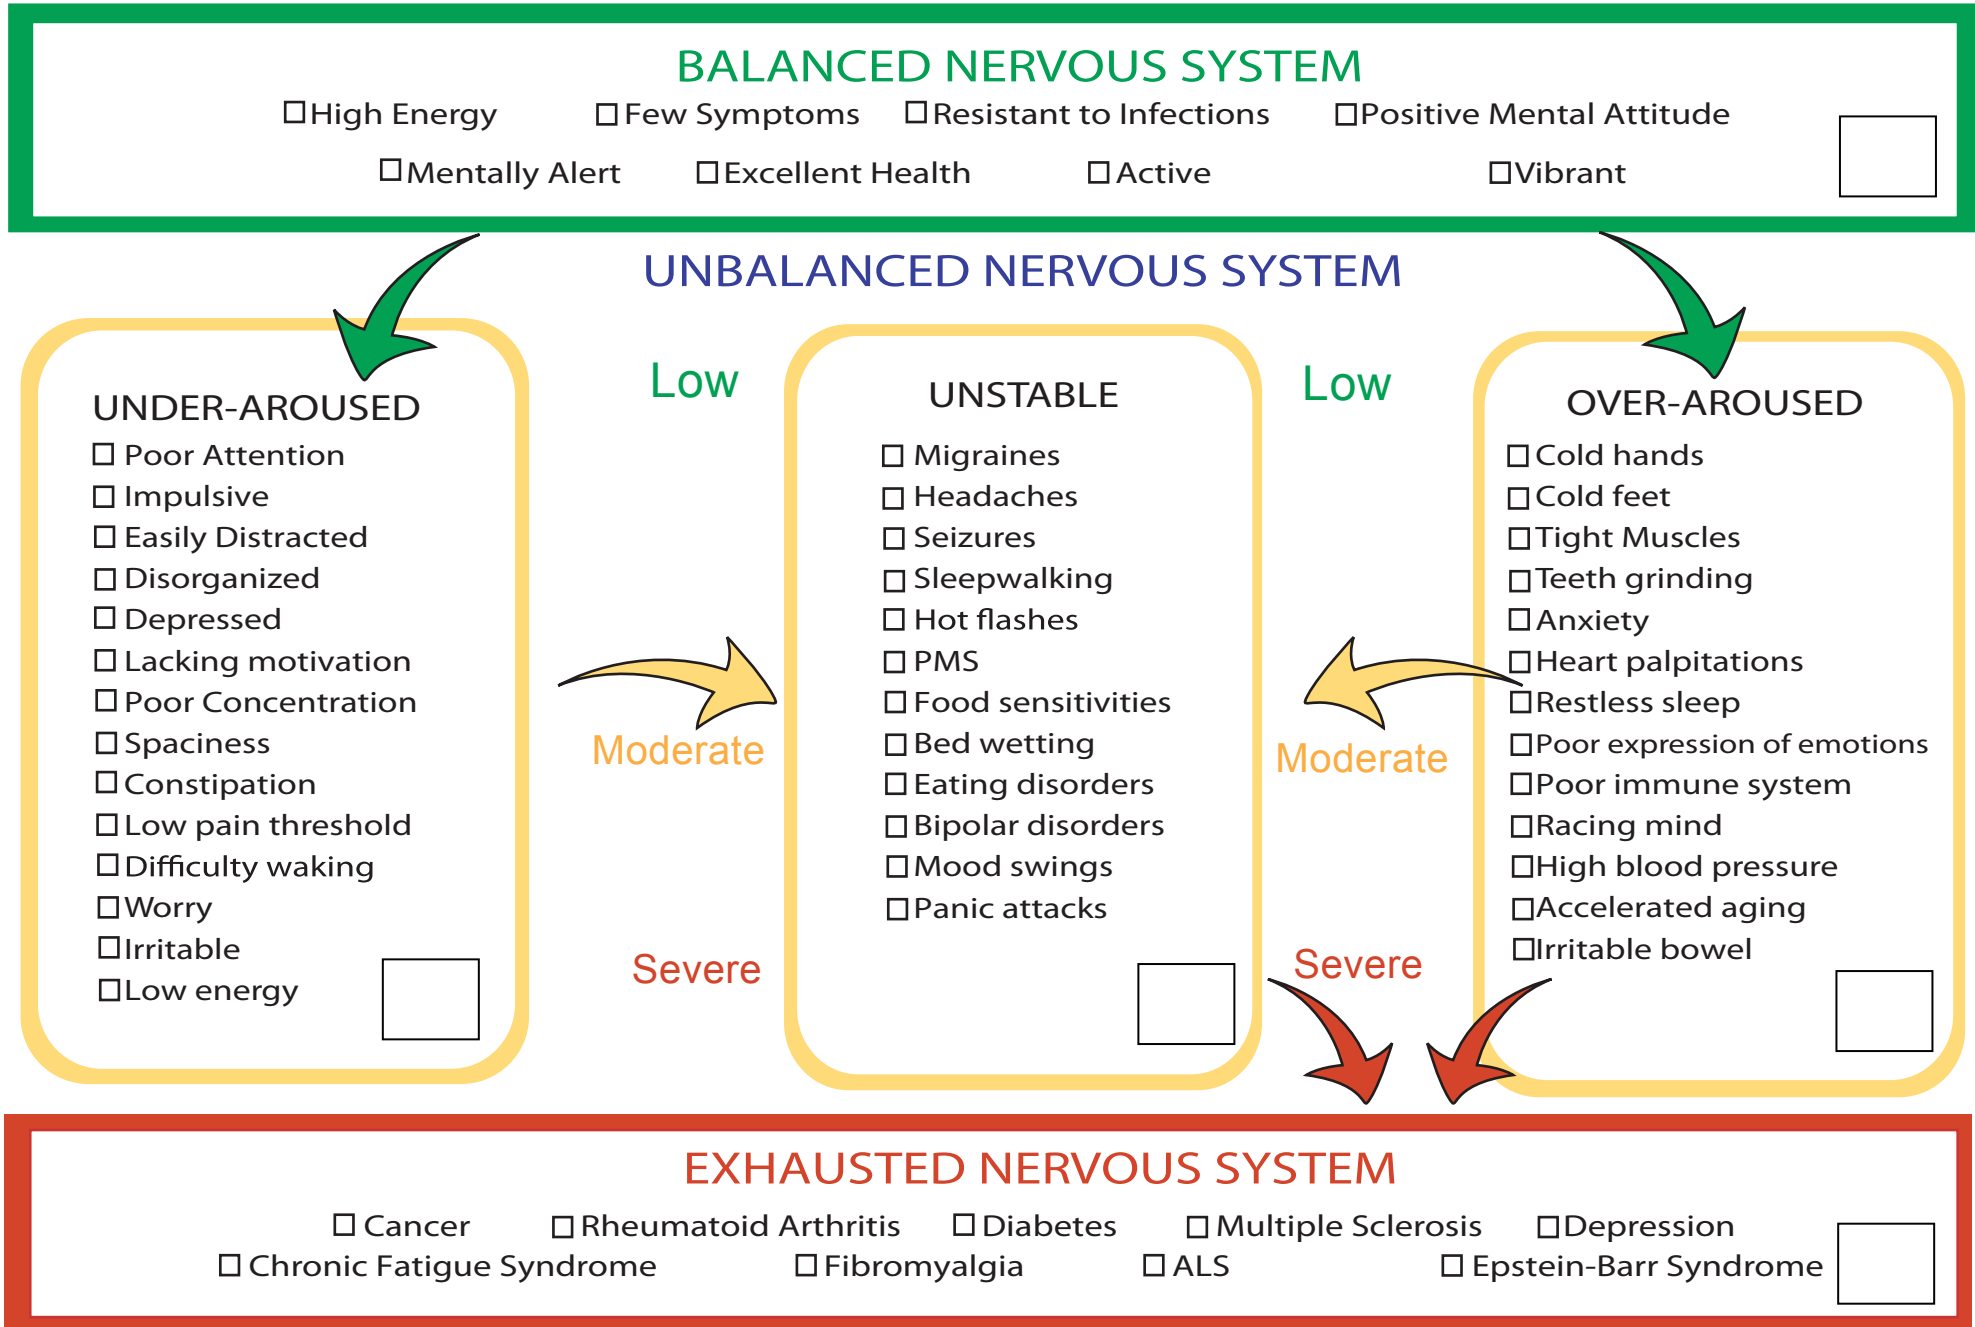 BALANCED NERVOUS SYSTEM
High Energy Few Symptoms Resistant to Infections Positive Mental Attitude
Mentally Alert Excellent Health Active Vibrant
UNBALANCED NERVOUS SYSTEM
UNDER-AROUSED
Poor Attention
Impulsive
Easily Distracted
Disorganized
Depressed
Lacking motivation
Poor Concentration
Spaciness
Constipation
Low pain threshold
Difficulty waking
Worry
Irritable
Low energy
Low
Moderate
Severe
UNSTABLE
Migraines
Headaches
Seizures
Sleepwalking
Hot flashes
PMS
Food sensitivities
Bed wetting
Eating disorders
Bipolar disorders
Mood swings
Panic attacks
Low
Moderate
Severe
OVER-AROUSED
Cold hands
Cold feet
Tight Muscles
Teeth grinding
Anxiety
Heart palpitations
Restless sleep
Poor expression of emotions
Poor immune system
Racing mind
High blood pressure
Accelerated aging
Irritable bowel
EXHAUSTED NERVOUS SYSTEM
Cancer Rheumatoid Arthritis Diabetes Multiple Sclerosis Depression
Chronic Fatigue Syndrome Fibromyalgia ALS Epstein-Barr Syndrome